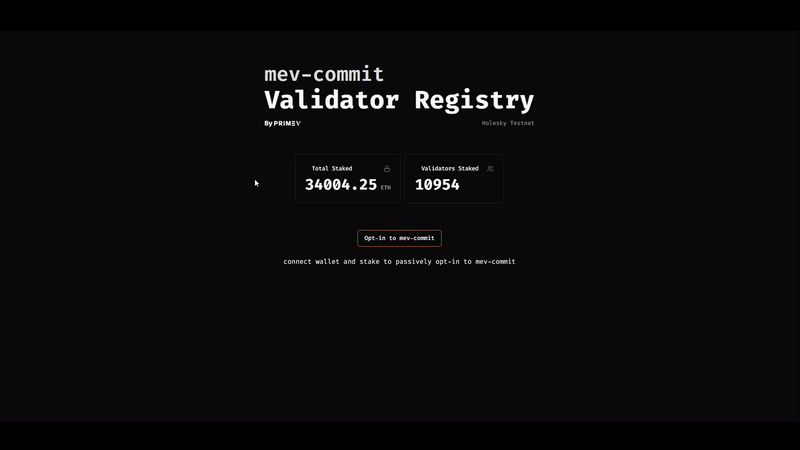 mev-commit
Validator Registry
By PRIMEV
Holesky Testnet
Total Staked
34004.25 ETH
Validators Staked
10954
Opt-in to mev-commit
connect wallet and stake to passively opt-in to mev-commit